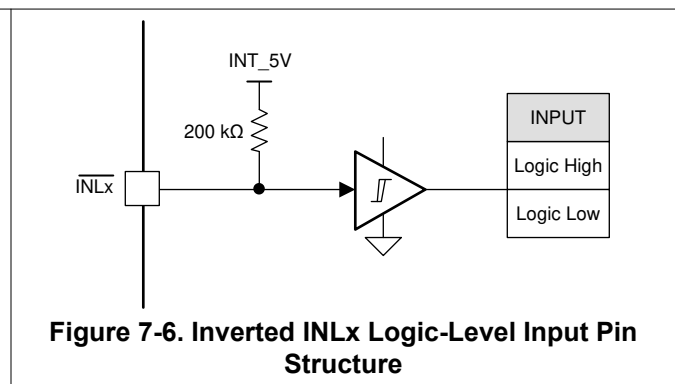 INT_5V
200 kΩ
INLx
INPUT
Logic High
Logic Low
Figure 7-6. Inverted INLx Logic-Level Input Pin
Structure